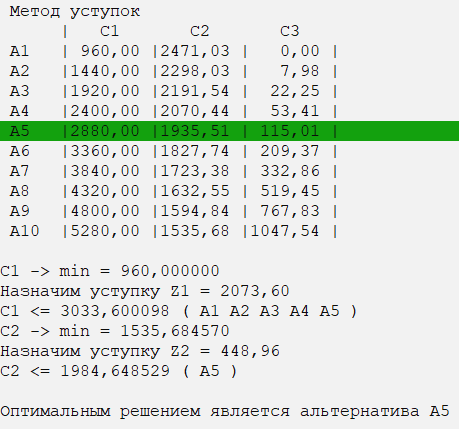 Метод уступок
| C1 C2 C3
A1 | 960,00 |2471,03 | 0,00 |
A2 |1440,00 |2298,03 | 7,98 |
A3 |1920,00 |2191,54 | 22,25 |
A4 |2400,00 |2070,44 | 53,41 |
A5 |2880,00 |1935,51 | 115,01 |
A6 |3360,00 |1827,74 | 209,37 |
A7 |3840,00 |1723,38 | 332,86 |
A8 |4320,00 |1632,55 | 519,45 |
A9 |4800,00 |1594,84 | 767,83 |
A10 |5280,00 |1535,68 |1047,54 |
C1 -> min = 960,000000
Назначим уступку Z1 = 2073,60
C1 <= 3033,600098 ( A1 A2 A3 A4 A5 )
C2 -> min = 1535,684570
Назначим уступку Z2 = 448,96
C2 <= 1984,648529 ( A5 )
Оптимальным решением является альтернатива A5